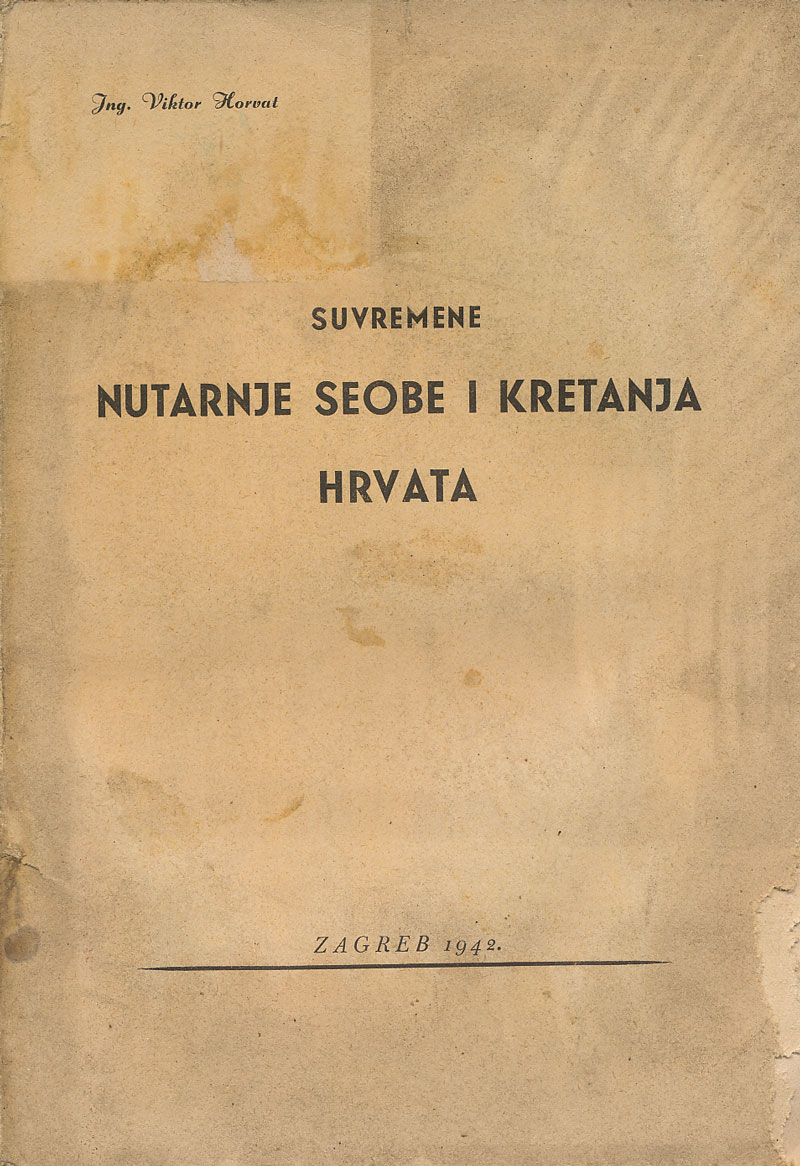 Ing. Viktor Horvat
SUVREMENE
NUTARNJE SEOBE I KRETANJA
HRVATA
ZAGREB 1942.